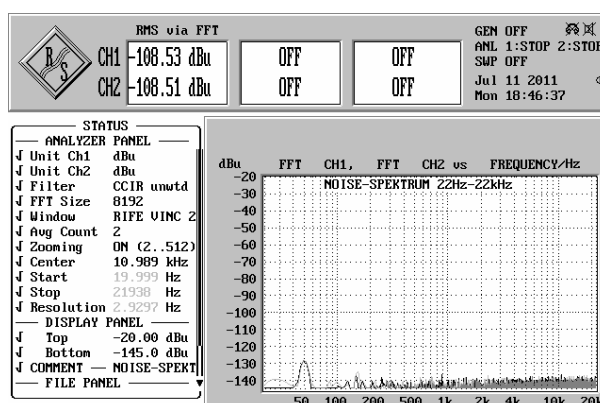 RMS via FFT
CH1 -108.53 dBu OFF OFF
CH2 -108.51 dBu OFF OFF
R
S
GEN OFF
ANL 1:STOP 2:STOP
SWP OFF
Jul 11 2011
Mon 18:46:37
STATUS
ANALYZER PANEL
Unit Ch1 dBu
Unit Ch2 dBu
Filter CCIR unwtd
FFT Size 8192
Window RIFE VINC 2
Avg Count 2
Zooming ON (2..512)
Center 10.989 kHz
Start 19.999 Hz
Stop 21938 Hz
Resolution 2.9297 Hz
DISPLAY PANEL
Top -20.00 dBu
Bottom -145.0 dBu
COMMENT NOISE-SPEKT
FILE PANEL
dBu FFT CH1, FFT CH2 vs FREQUENCY/Hz
NOISE-SPEKTRUM 22Hz-22kHz
-20
-30
-40
-50
-60
-70
-80
-90
-100
-110
-120
-130
-140
50 100 200 500 1k 2k 4k 10k 20k